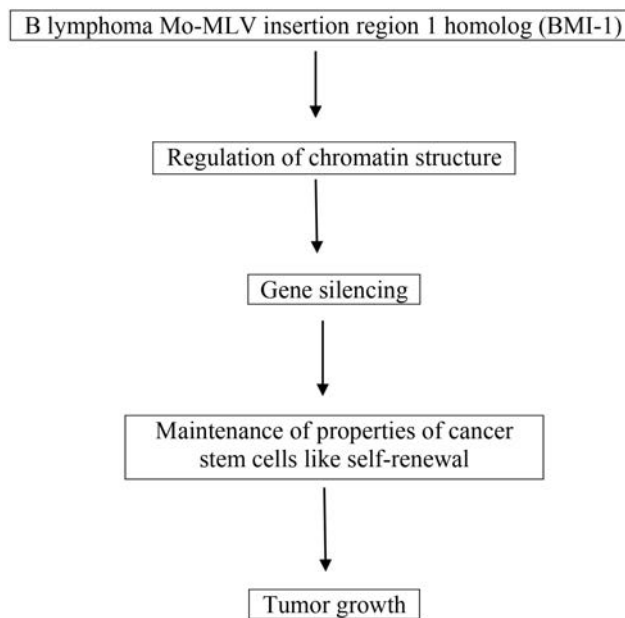 B lymphoma Mo-MLV insertion region 1 homolog (BMI-1)
Regulation of chromatin structure
Gene silencing
Maintenance of properties of cancer
stem cells like self-renewal
Tumor growth